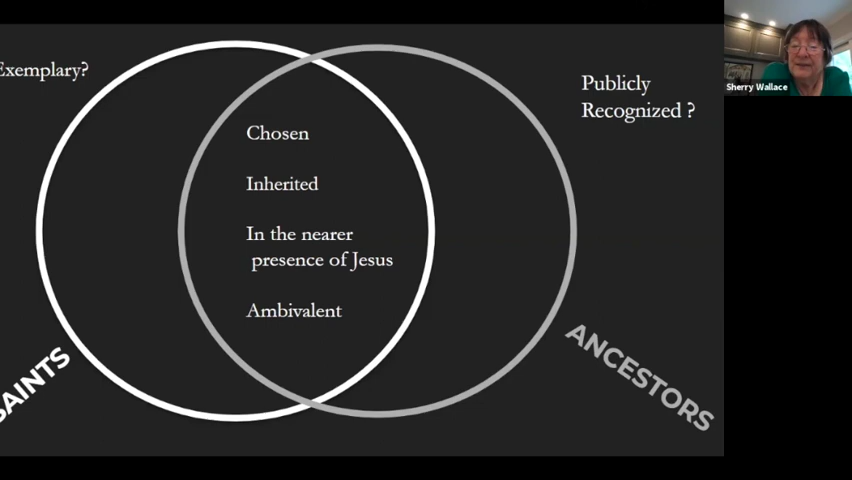 Exemplary?
Publicly
Recognized ?
Sherry Wallace
Chosen
Inherited
In the nearer
presence of Jesus
Ambivalent
SAINTS
ANCESTORS